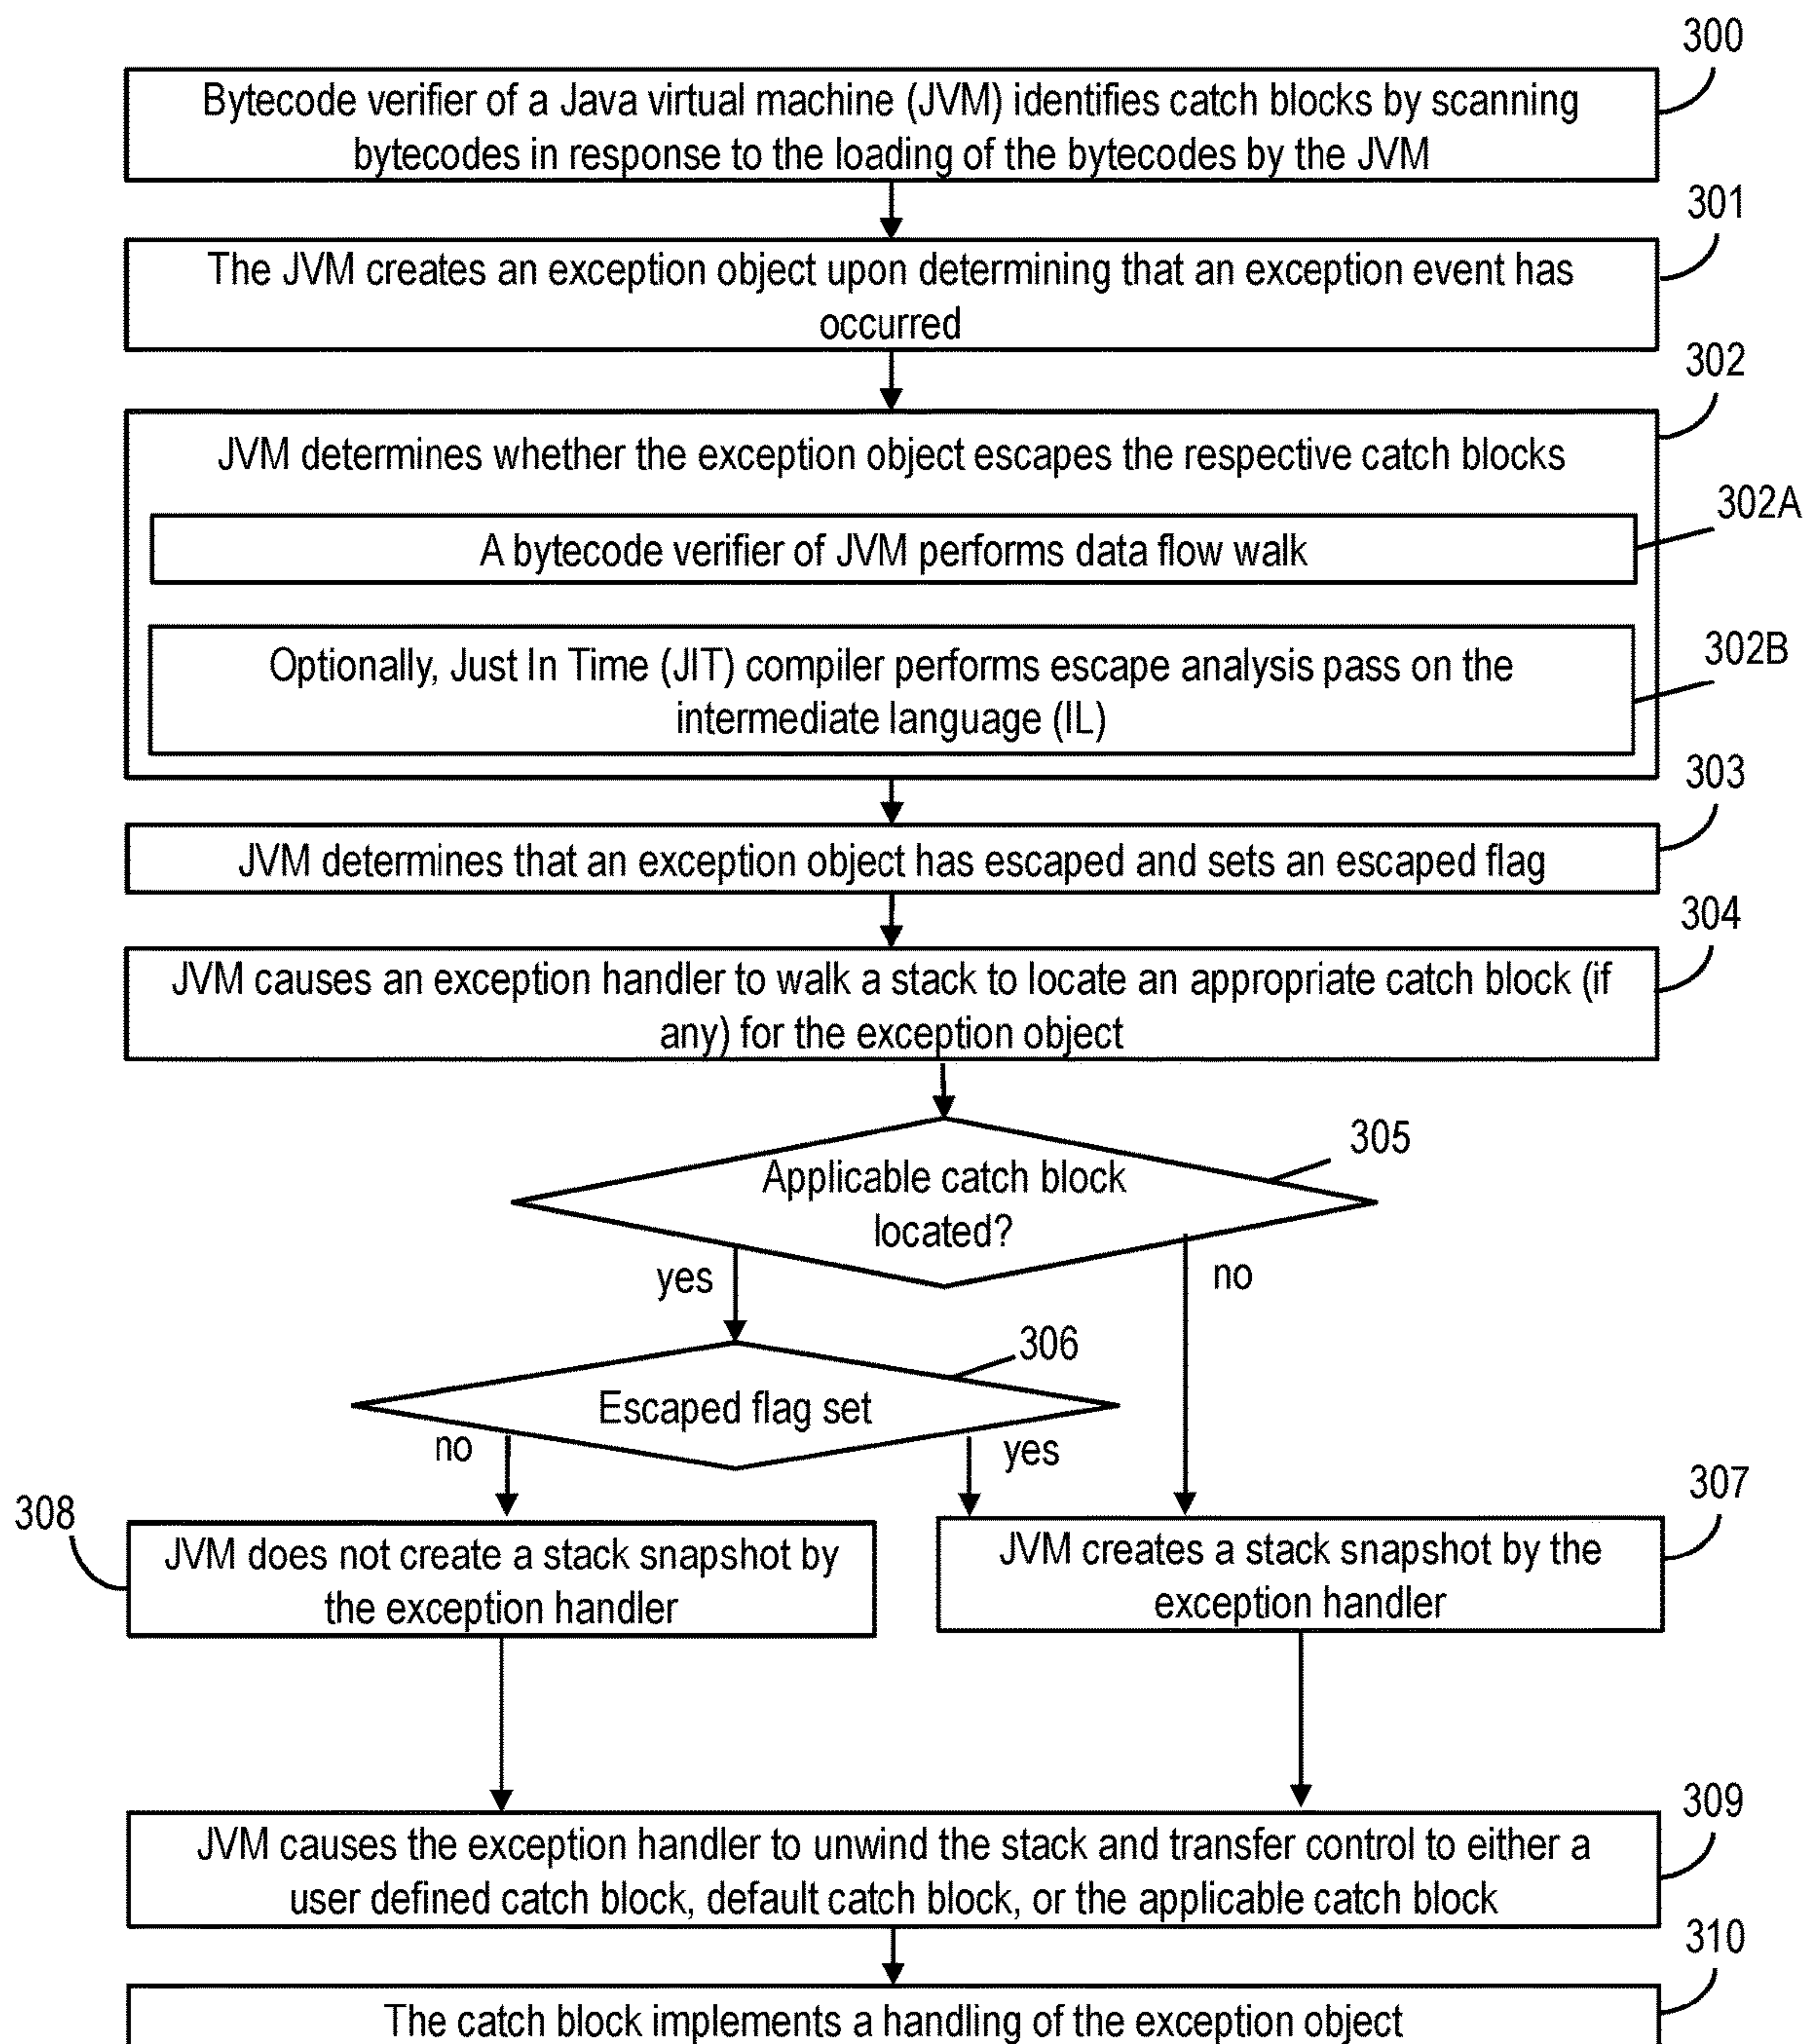 300
Bytecode verifier of a Java virtual machine (JVM) identifies catch blocks by scanning
bytecodes in response to the loading of the bytecodes by the JVM
301
The JVM creates an exception object upon determining that an exception event has
occurred
302
JVM determines whether the exception object escapes the respective catch blocks
302A
A bytecode verifier of JVM performs data flow walk
302B
Optionally, Just In Time (JIT) compiler performs escape analysis pass on the
intermediate language (IL)
303
JVM determines that an exception object has escaped and sets an escaped flag
304
JVM causes an exception handler to walk a stack to locate an appropriate catch block (if
any) for the exception object
305
Applicable catch block
located?
yes
no
306
Escaped flag set
no
yes
308
307
JVM does not create a stack snapshot by
the exception handler
JVM creates a stack snapshot by the
exception handler
309
JVM causes the exception handler to unwind the stack and transfer control to either a
user defined catch block, default catch block, or the applicable catch block
310
The catch block implements a handling of the exception object